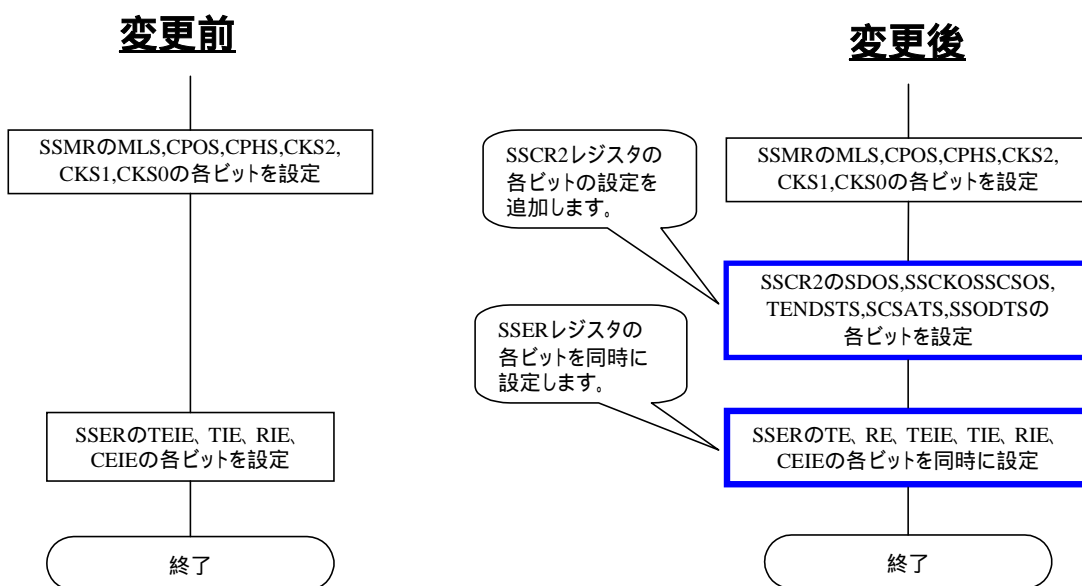 変更前
SSMRのMLS,CPOS,CPHS,CKS2,
CKS1,CKS0の各ビットを設定
SSERのTEIE、TIE、RIE、
CEIEの各ビットを設定
終了
変更後
SSCR2レジスタの
各ビットの設定を
追加します。
SSMRのMLS,CPOS,CPHS,CKS2,
CKS1,CKS0の各ビットを設定
SSCR2のSDOS,SSCKOSSCSOS,
TENDSTS,SCSATS,SSODTSの
各ビットを設定
SSERレジスタの
各ビットを同時に
設定します。
SSERのTE、RE、TEIE、TIE、RIE、
CEIEの各ビットを同時に設定
終了